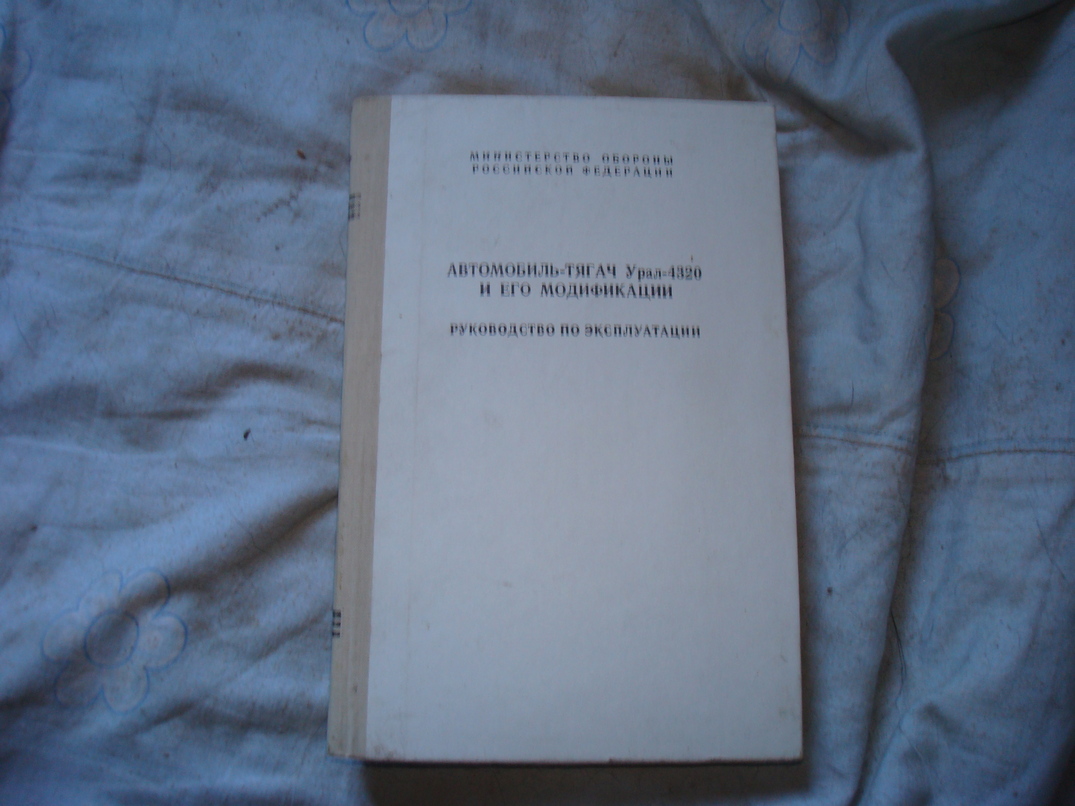 МИНИСТЕРСТВО ОБОРОНЫ
РОССИЙСКОЙ ФЕДЕРАЦИИ
АВТОМОБИЛЬ-ТЯГАЧ Урал-4320
И ЕГО МОДИФИКАЦИИ
РУКОВОДСТВО ПО ЭКСПЛУАТАЦИИ